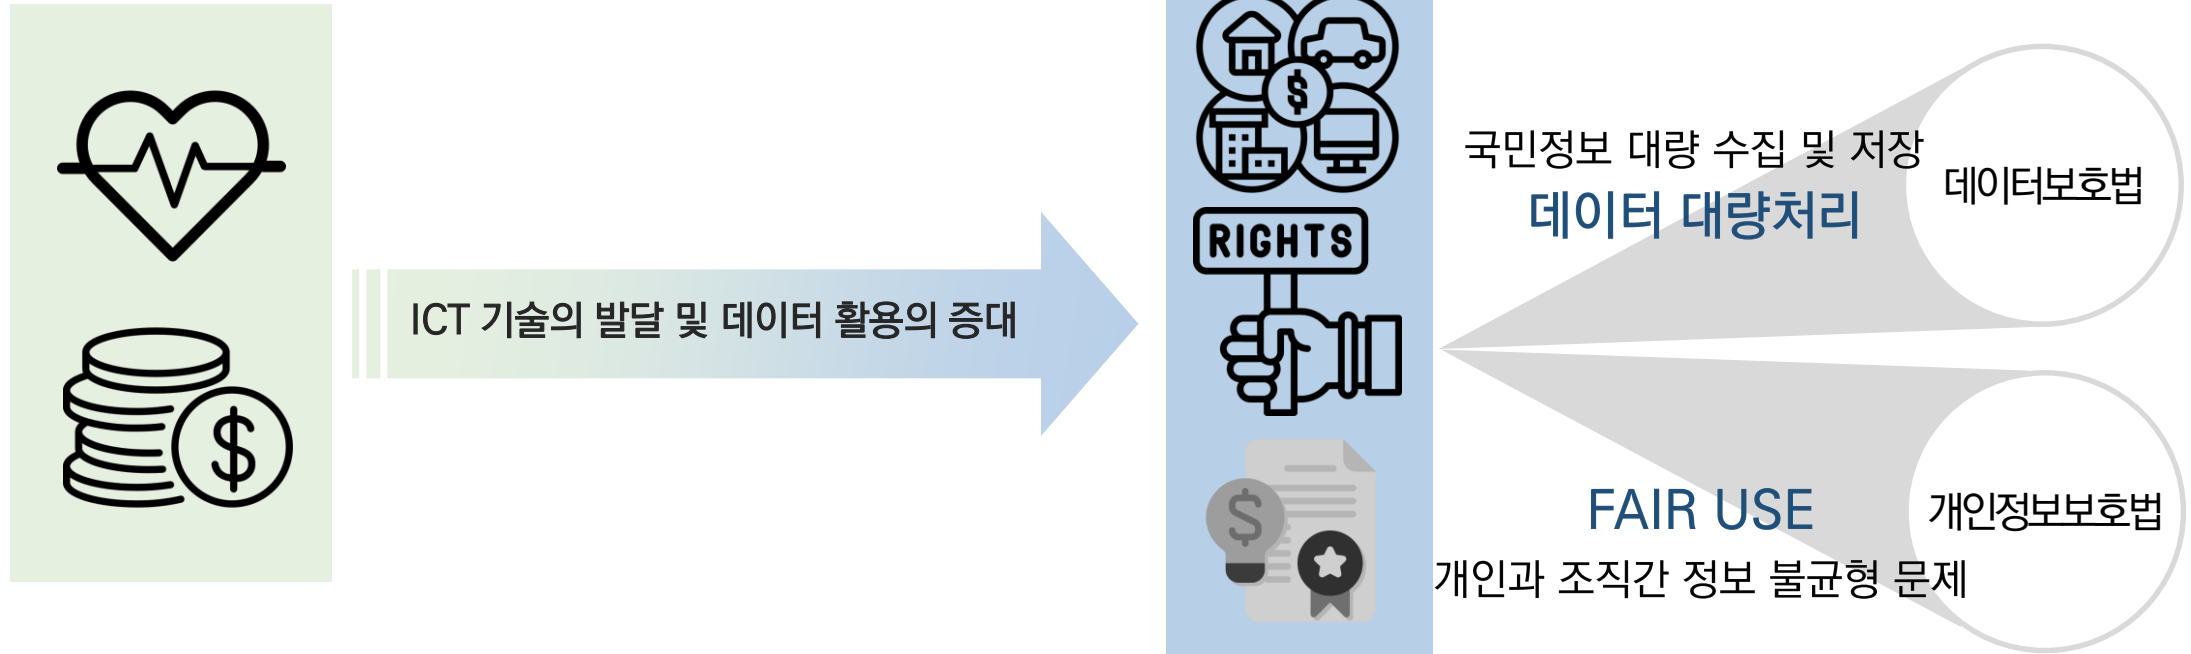 ICT 기술의 발달 및 데이터 활용의 증대
$
$
RIGHTS
$
국민정보 대량 수집 및 저장
데이터 대량처리
데이터보호법
FAIR USE
개인과 조직간 정보 불균형 문제
개인정보보호법